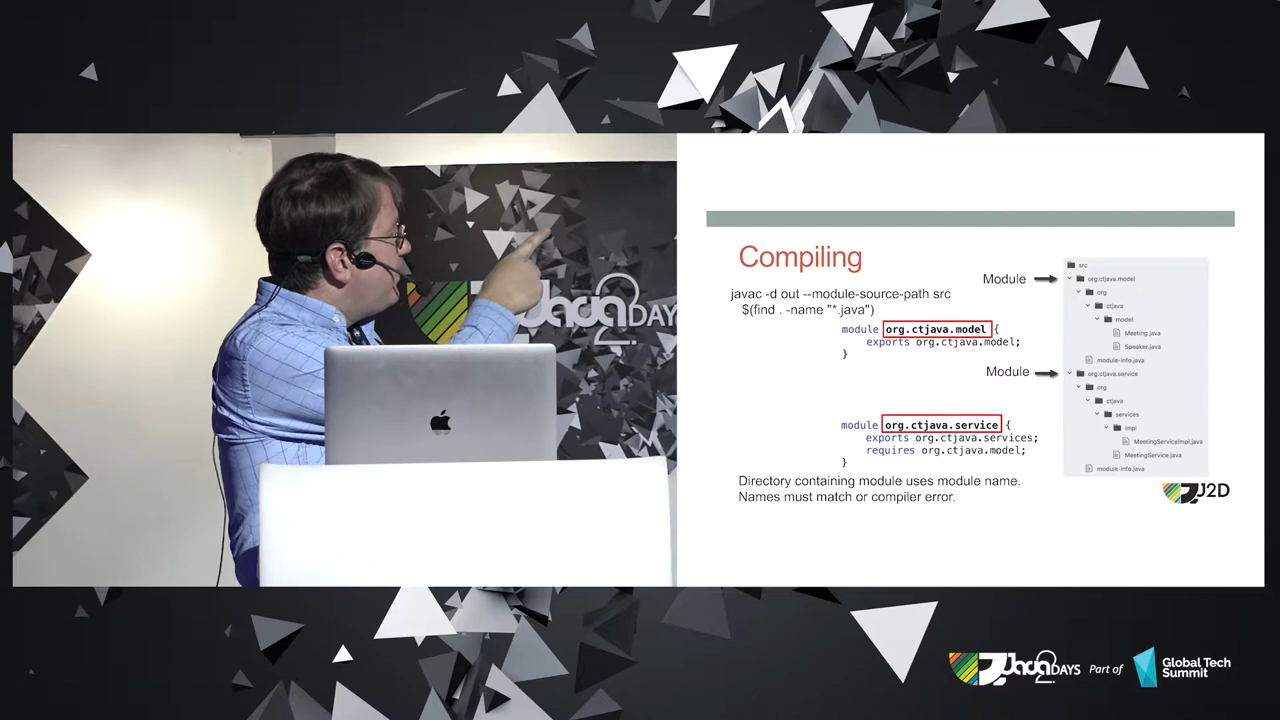 Java2DAYS
Compiling
javac -d out --module-source-path src
$(find . -name "*.java")
module org.ctjava.model {
exports org.ctjava.model;
}
module org.ctjava.service {
exports org.ctjava.services;
requires org.ctjava.model;
}
Directory containing module uses module name.
Names must match or compiler error.
Module
Module
src
org.ctjava.model
org
ctjava
model
Meeting.java
Speaker.java
module-info.java
org.ctjava.service
org
ctjava
services
impl
MeetingServiceImpl.java
MeetingService.java
module-info.java
J2D
Java2DAYS
Part of
Global Tech
Summit